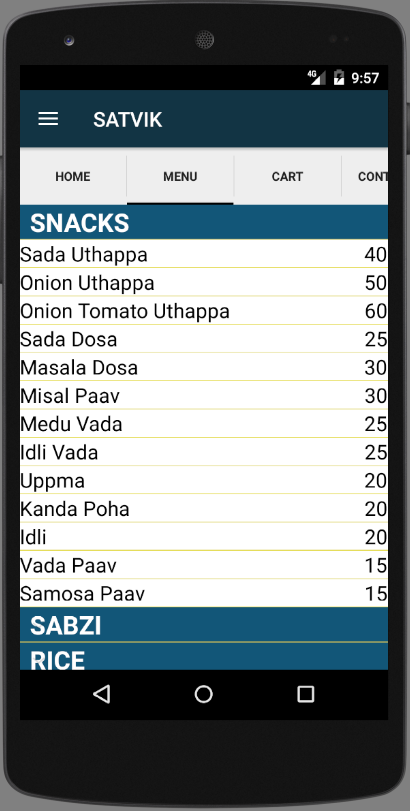 4G 9:57
SATVIK
HOME MENU CART CONT
SNACKS
Sada Uthappa 40
Onion Uthappa 50
Onion Tomato Uthappa 60
Sada Dosa 25
Masala Dosa 30
Misal Paav 30
Medu Vada 25
Idli Vada 25
Uppma 20
Kanda Poha 20
Idli 20
Vada Paav 15
Samosa Paav 15
SABZI
RICE